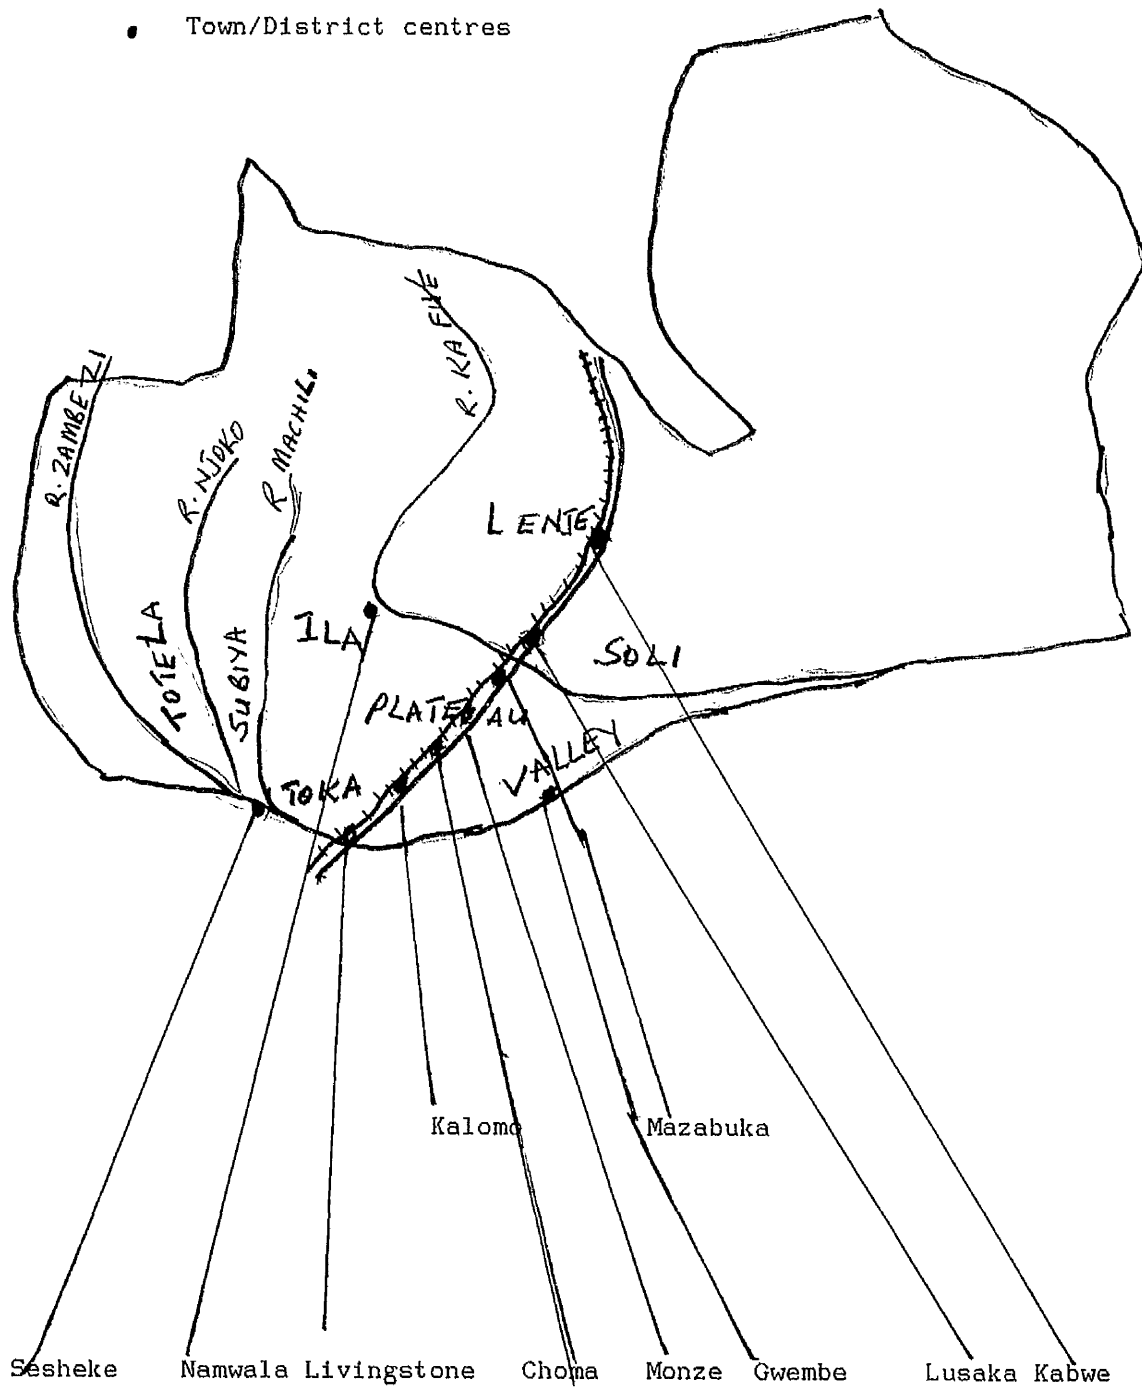 Town/District centres
R. KAFUE
R. ZAMBEZI
R. NJOKO
R MACHILI
LENJE
ILA
TOTELA
SUBIYA
SOLI
PLATEAU
VALLEY
TOKA
Kalomo Mazabuka
Sesheke Namwala Livingstone Choma Monze Gwembe Lusaka Kabwe